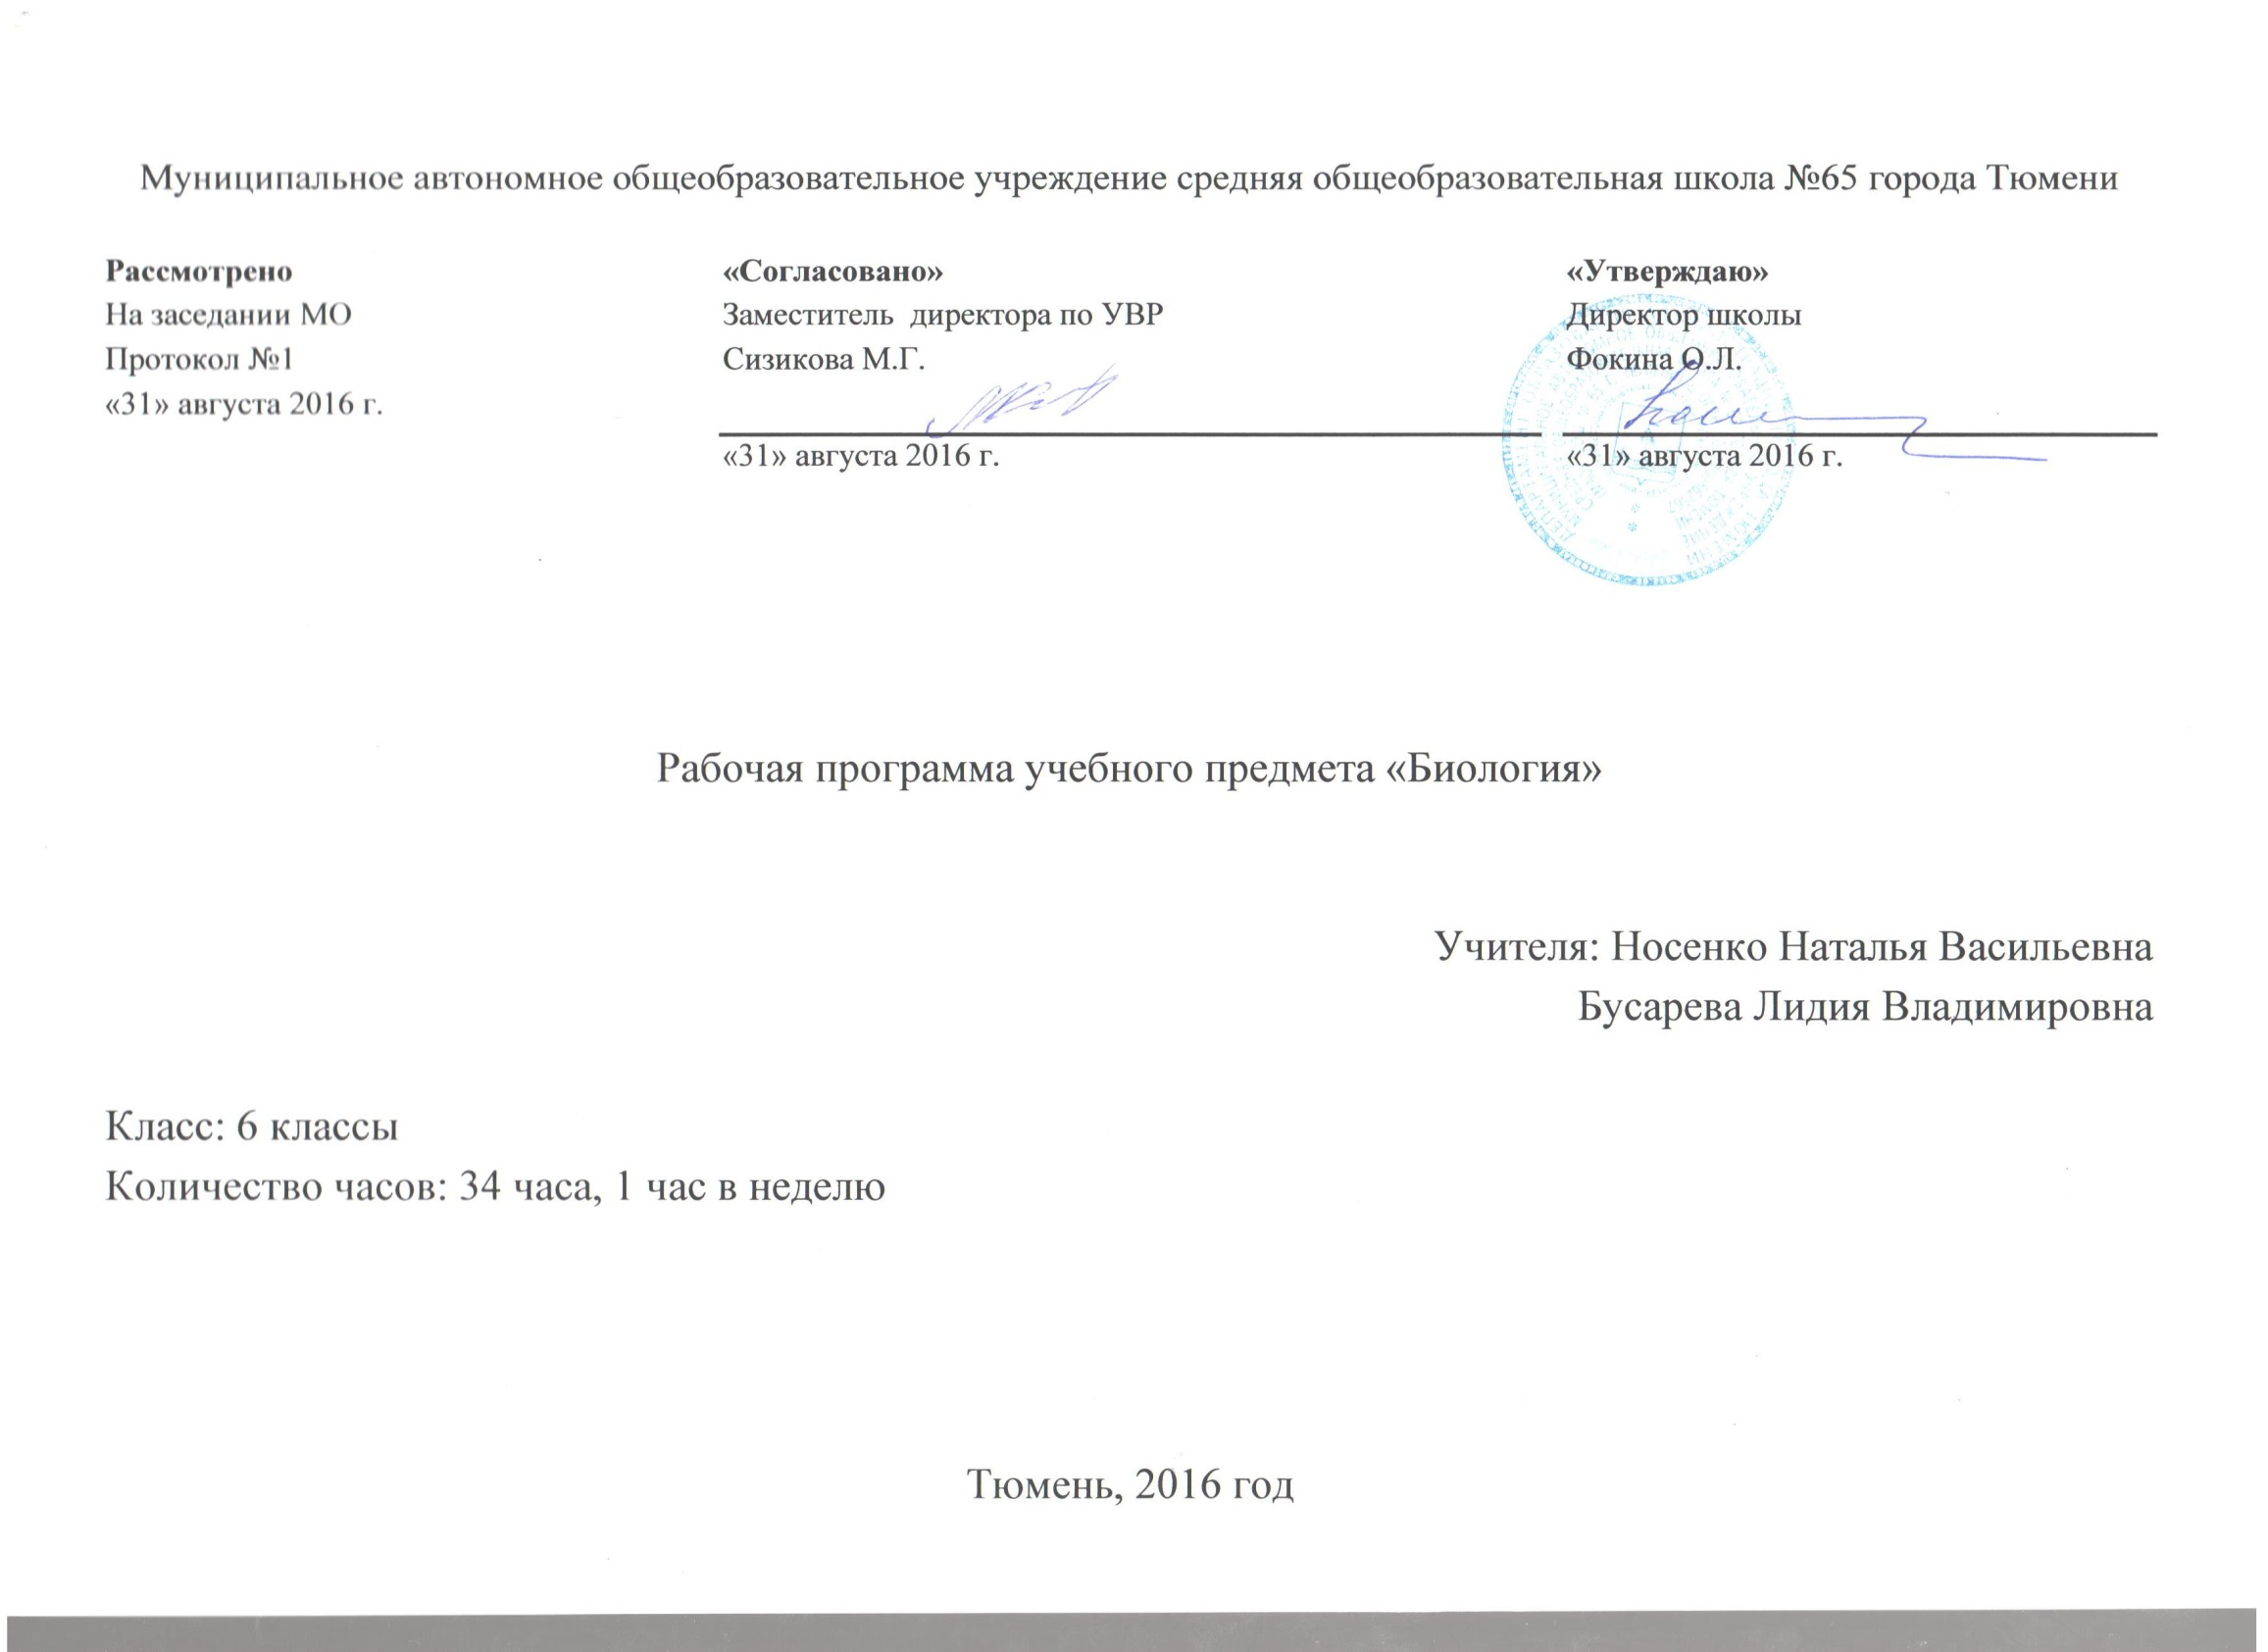 Муниципальное автономное общеобразовательное учреждение средняя общеобразовательная школа №65 города Тюмени
Рассмотрено
На заседании МО
Протокол №1
«31» августа 2016 г.
«Согласовано»
Заместитель директора по УВР
Сизикова М.Г.
«31» августа 2016 г.
«Утверждаю»
Директор школы
Фокина О.Л.
«31» августа 2016 г.
Рабочая программа учебного предмета «Биология»
Учителя: Носенко Наталья Васильевна
Бусарева Лидия Владимировна
Класс: 6 классы
Количество часов: 34 часа, 1 час в неделю
Тюмень, 2016 год